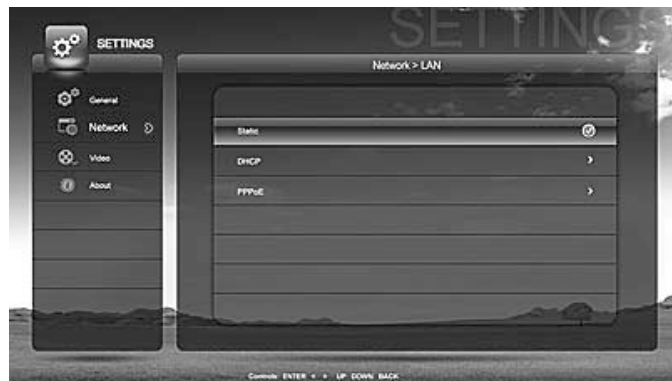 SETTINGS
SETTINGS
Network > LAN
General
Network
Video
About
Static
DHCP
PPPoE
Controls: ENTER < > UP DOWN BACK